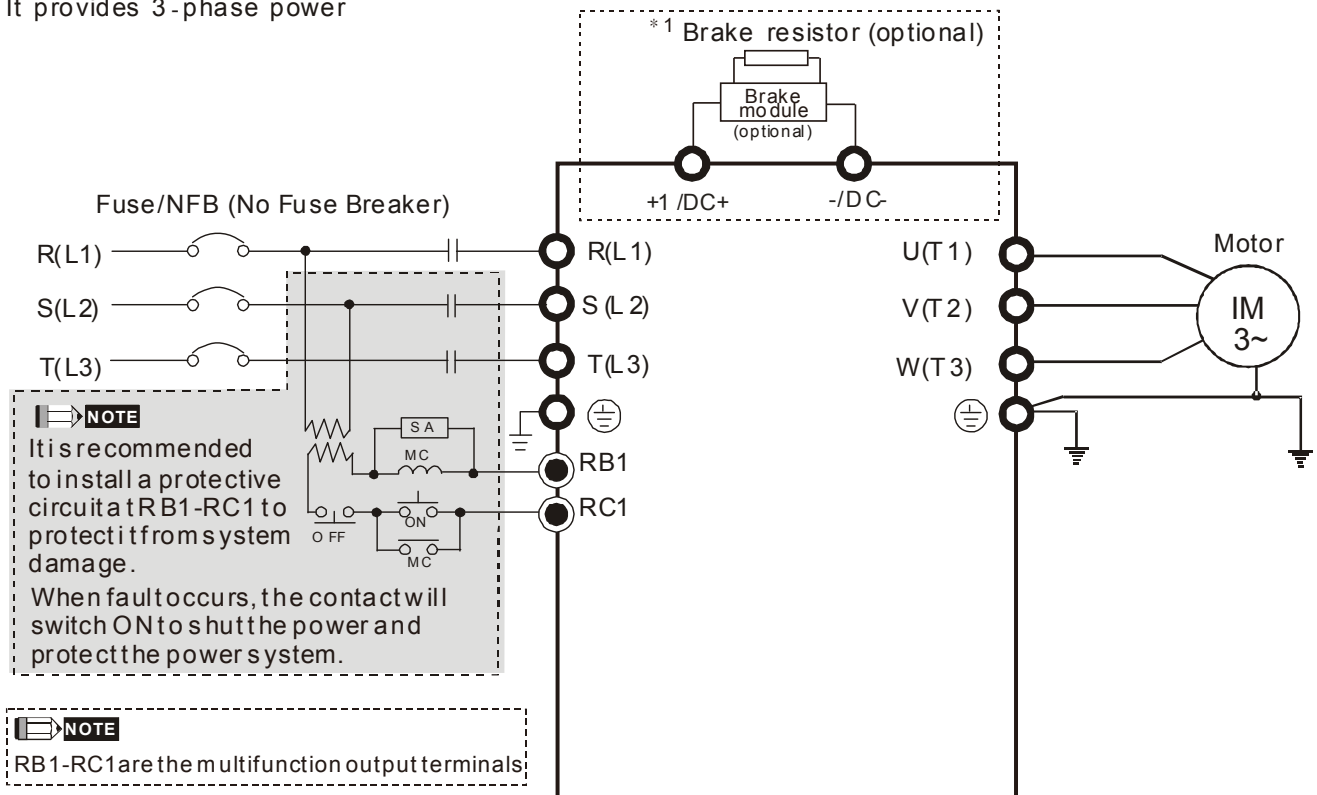 It provides 3-phase power
*1 Brake resistor (optional)
Brake
module
(optional)
+1/DC+
-/DC-
Fuse/NFB (No Fuse Breaker)
R(L1)
R(L1)
U(T1)
Motor
S(L2)
S(L2)
V(T2)
IM
3~
T(L3)
T(L3)
W(T3)
NOTE
It is recommended
to install a protective
circuit at RB1-RC1 to
protect it from system
damage.
When fault occurs, the contact will
switch ON to shut the power and
protect the power system.
SA
MC
RB1
OFF
ON
MC
RC1
NOTE
RB1-RC1 are the multifunction output terminals